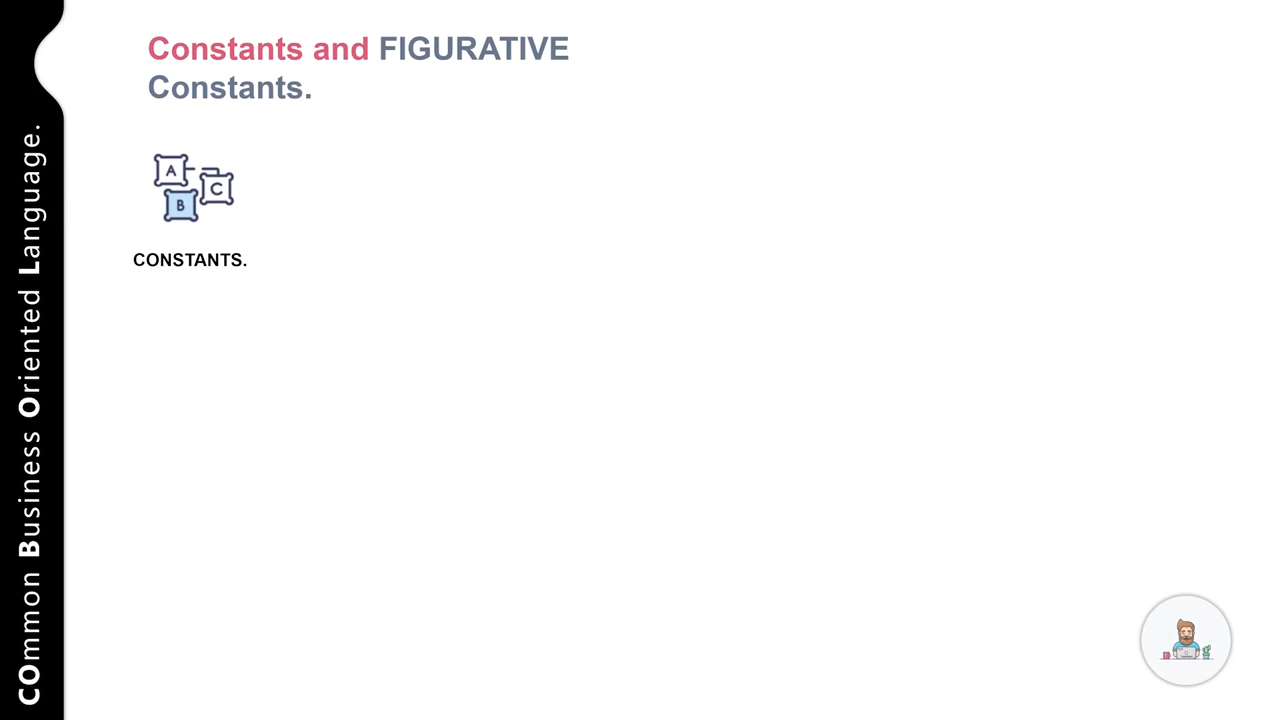 Constants and FIGURATIVE
Constants.
A
C
B
CONSTANTS.
COmmon Business Oriented Language.